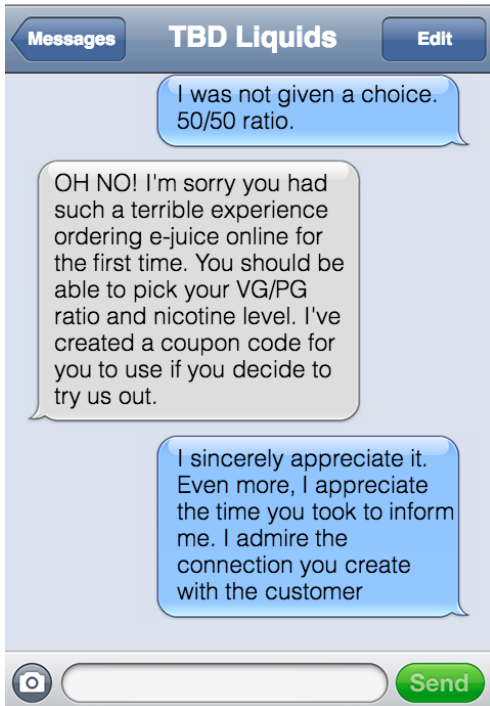 Messages
TBD Liquids
Edit
I was not given a choice.
50/50 ratio.
OH NO! I'm sorry you had
such a terrible experience
ordering e-juice online for
the first time. You should be
able to pick your VG/PG
ratio and nicotine level. I've
created a coupon code for
you to use if you decide to
try us out.
I sincerely appreciate it.
Even more, I appreciate
the time you took to inform
me. I admire the
connection you create
with the customer
Send